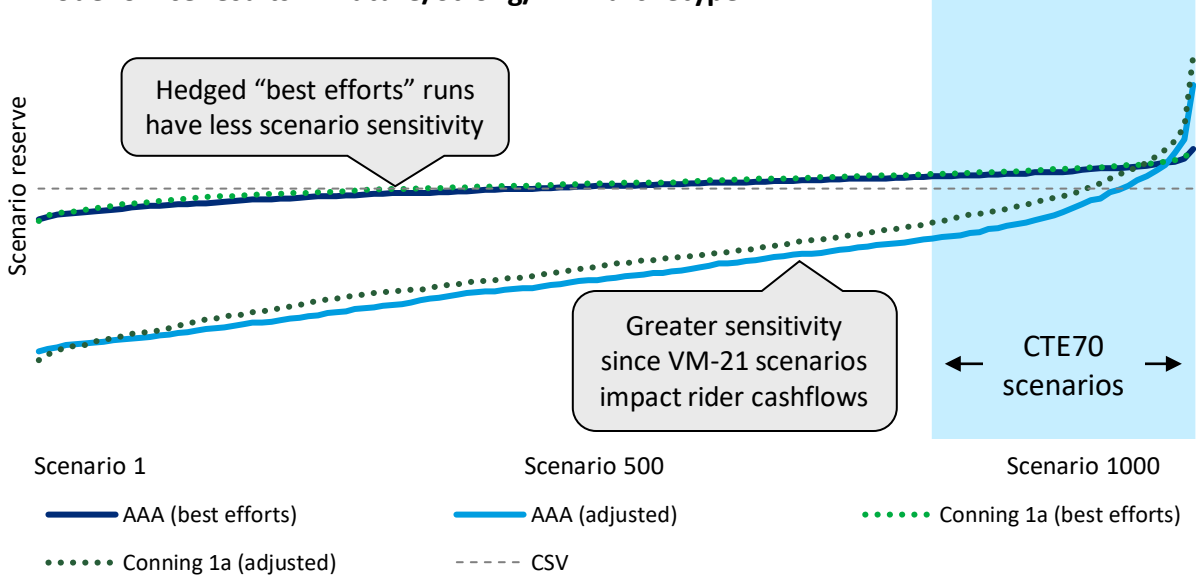 Hedged “best efforts” runs
have less scenario sensitivity
Scenario reserve
Greater sensitivity
since VM-21 scenarios
impact rider cashflows
CTE70
scenarios
Scenario 1
Scenario 500
Scenario 1000
AAA (best efforts)
AAA (adjusted)
Conning 1a (best efforts)
Conning 1a (adjusted)
CSV